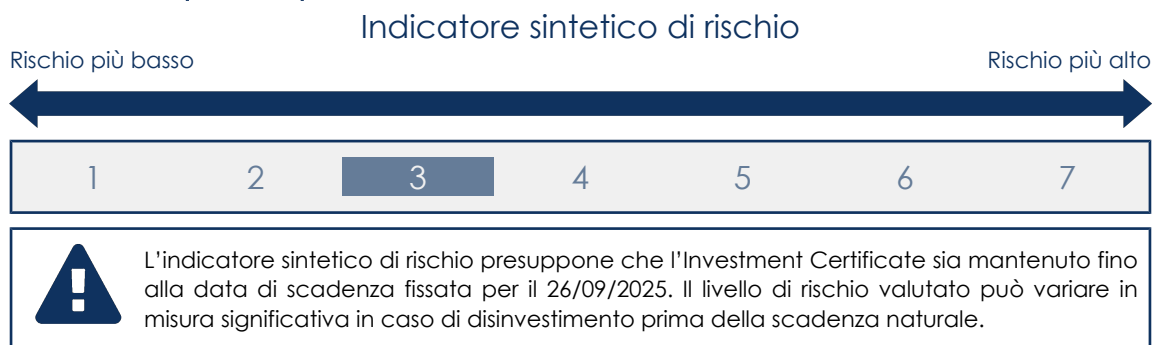 Indicatore sintetico di rischio
Rischio più basso
Rischio più alto
1 2 3 4 5 6 7
L'indicatore sintetico di rischio presuppone che l'Investment Certificate sia mantenuto fino
alla data di scadenza fissata per il 26/09/2025. Il livello di rischio valutato può variare in
misura significativa in caso di disinvestimento prima della scadenza naturale.